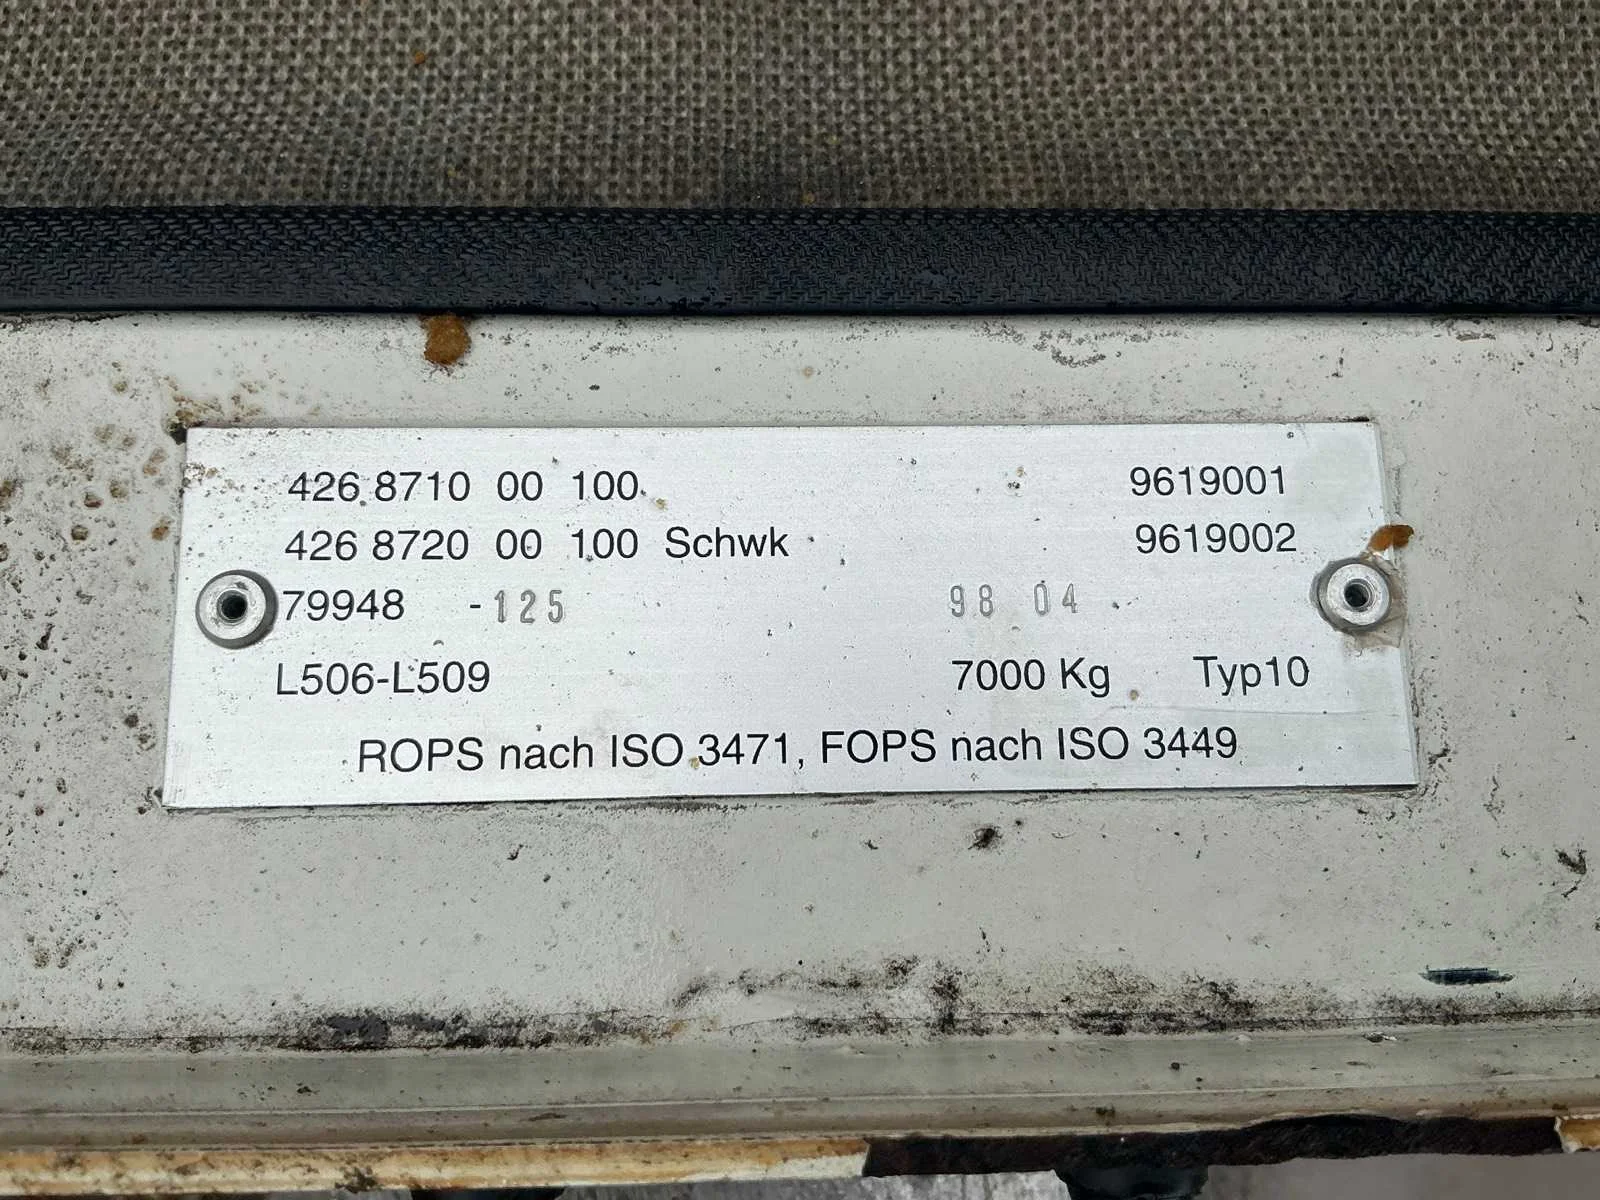 426 8710 00 100 9619001
426 8720 00 100 Schwk 9619002
79948 -125 98 04
L506-L509 7000 Kg Typ10
ROPS nach ISO 3471, FOPS nach ISO 3449